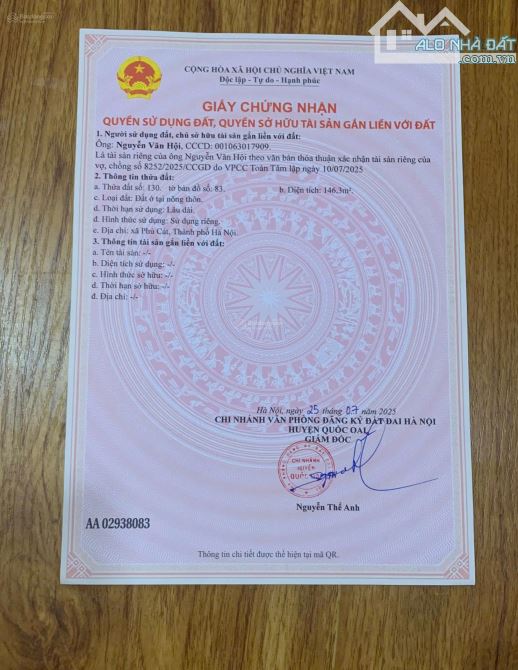 ALO NHÀ ĐẤT
.com.vn
CỘNG HÒA XÃ HỘI CHỦ NGHĨA VIỆT NAM
Độc lập - Tự do - Hạnh phúc
GIẤY CHỨNG NHẬN
QUYỀN SỬ DỤNG ĐẤT, QUYỀN SỞ HỮU TÀI SẢN GẮN LIỀN VỚI ĐẤT
1. Người sử dụng đất, chủ sở hữu tài sản gắn liền với đất:
Ông: Nguyễn Văn Hội, CCCD: 001063017909.
Là tài sản riêng của ông Nguyễn Văn Hội theo văn bản thỏa thuận xác nhận tài sản riêng của
vợ, chồng số 8252/2025/CCGD do VPCC Toàn Tâm lập ngày 10/07/2025
2. Thông tin thửa đất:
a. Thửa đất số: 130. tờ bản đồ số: 83. b. Diện tích: 146,3m².
c. Loại đất: Đất ở tại nông thôn.
d. Thời hạn sử dụng: Lâu dài.
đ. Hình thức sử dụng: Sử dụng riêng.
e. Địa chỉ: xã Phú Cát, Thành phố Hà Nội.
3. Thông tin tài sản gắn liền với đất:
a. Tên tài sản: -/-
b. Diện tích sử dụng: -/-
c. Hình thức sở hữu: -/-
d. Thời hạn sở hữu: -/-
đ. Địa chỉ: -/-
Hà Nội, ngày 25 tháng 07 năm 2025
CHI NHÁNH VĂN PHÒNG ĐĂNG KÝ ĐẤT ĐAI HÀ NỘI
HUYỆN QUỐC OAI
GIÁM ĐỐC
CHI NHÁNH
HUYỆN
QUỐC OAI
Nguyễn Thế Anh
AA 02938083
Thông tin chi tiết được thể hiện tại mã QR.